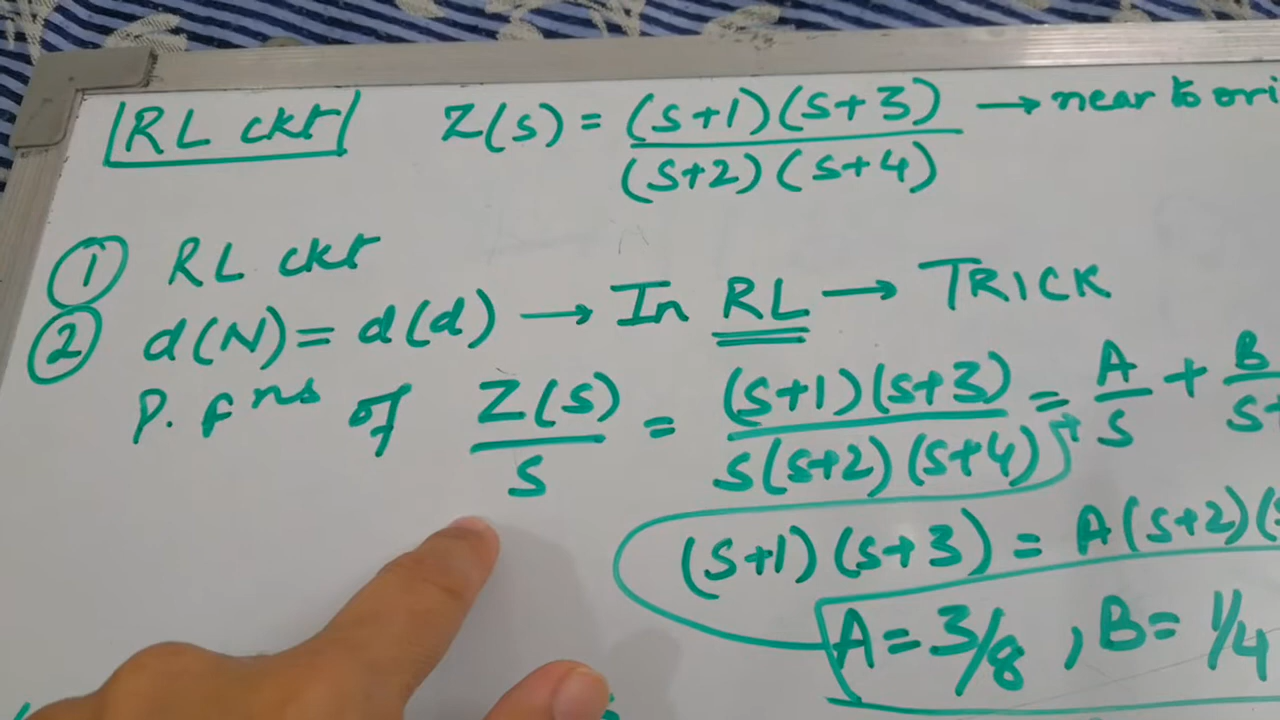 RL ckt Z(s) = (s+1)(s+3) / (s+2)(s+4) → near to ori
① RL ckt
② d(N) = d(d) → In RL → TRICK
P. fⁿˢ of Z(s)/s = (s+1)(s+3) / s(s+2)(s+4) = A/s + B/s+
(s+1)(s+3) = A(s+2)(s
A = 3/8 , B = 1/4